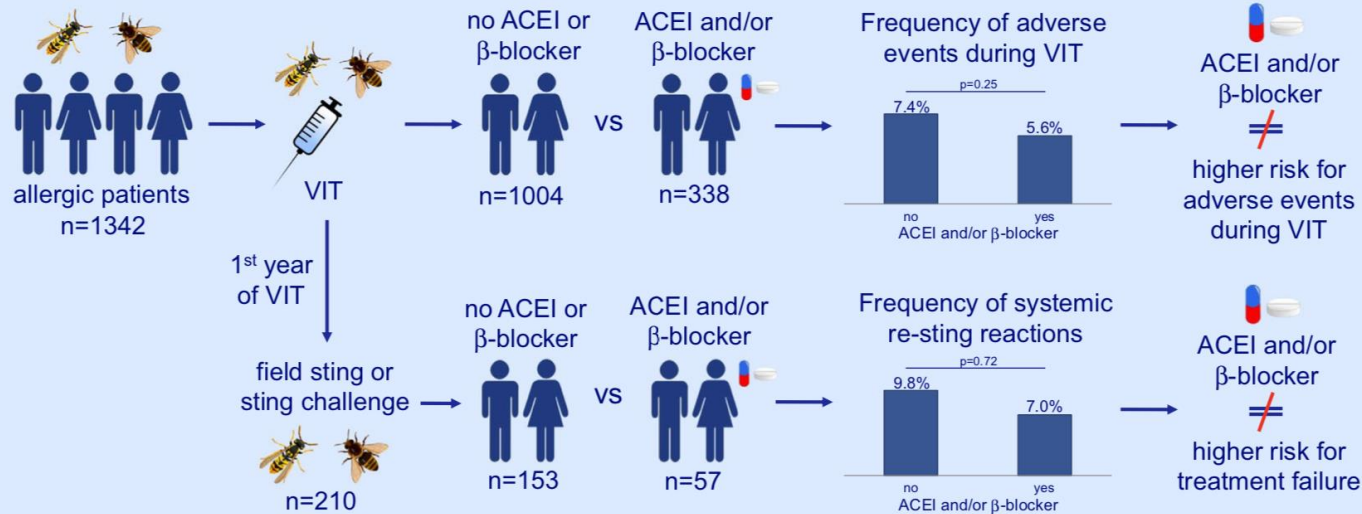 allergic patients
n=1342
VIT
no ACEI or
β-blocker
n=1004
vs
ACEI and/or
β-blocker
n=338
Frequency of adverse
events during VIT
p=0.25
7.4%
5.6%
no
yes
ACEI and/or β-blocker
ACEI and/or
β-blocker
≠
higher risk for
adverse events
during VIT
1st year
of VIT
field sting or
sting challenge
n=210
no ACEI or
β-blocker
n=153
vs
ACEI and/or
β-blocker
n=57
Frequency of systemic
re-sting reactions
p=0.72
9.8%
7.0%
no
yes
ACEI and/or β-blocker
ACEI and/or
β-blocker
≠
higher risk for
treatment failure